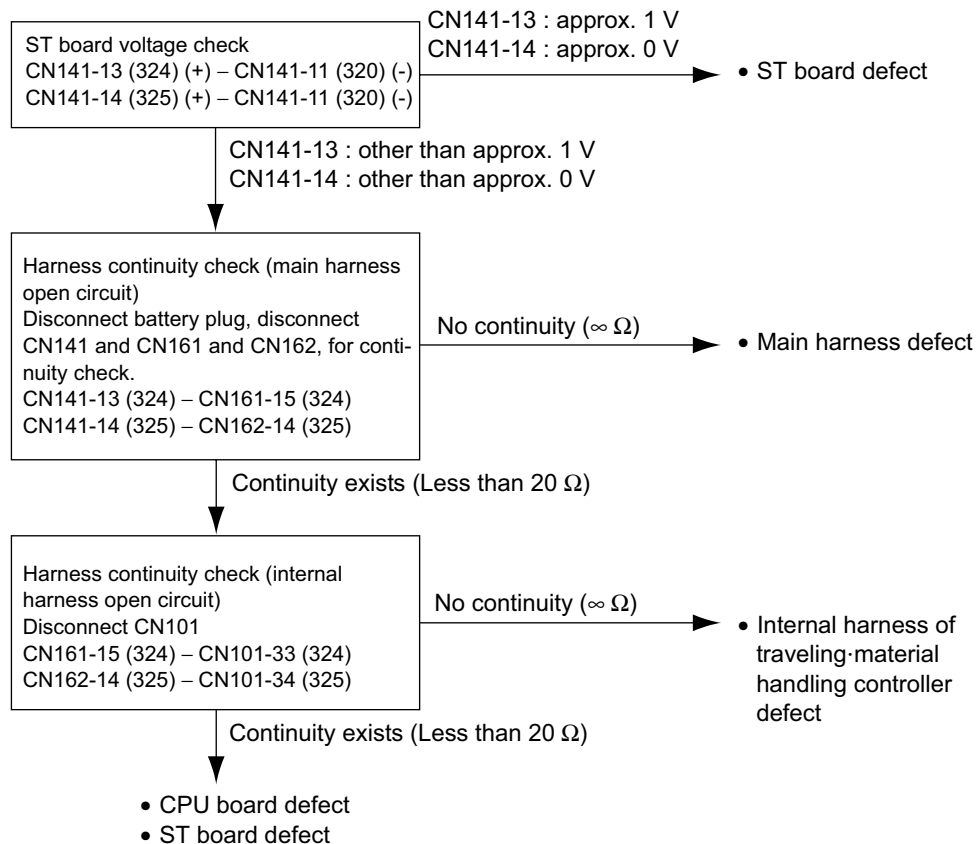 ST board voltage check
CN141-13 (324) (+) – CN141-11 (320) (-)
CN141-14 (325) (+) – CN141-11 (320) (-)
CN141-13 : approx. 1 V
CN141-14 : approx. 0 V
• ST board defect
CN141-13 : other than approx. 1 V
CN141-14 : other than approx. 0 V
Harness continuity check (main harness
open circuit)
Disconnect battery plug, disconnect
CN141 and CN161 and CN162, for conti-
nuity check.
CN141-13 (324) – CN161-15 (324)
CN141-14 (325) – CN162-14 (325)
No continuity (∞ Ω)
• Main harness defect
Continuity exists (Less than 20 Ω)
Harness continuity check (internal
harness open circuit)
Disconnect CN101
CN161-15 (324) – CN101-33 (324)
CN162-14 (325) – CN101-34 (325)
No continuity (∞ Ω)
• Internal harness of
traveling·material
handling controller
defect
Continuity exists (Less than 20 Ω)
• CPU board defect
• ST board defect